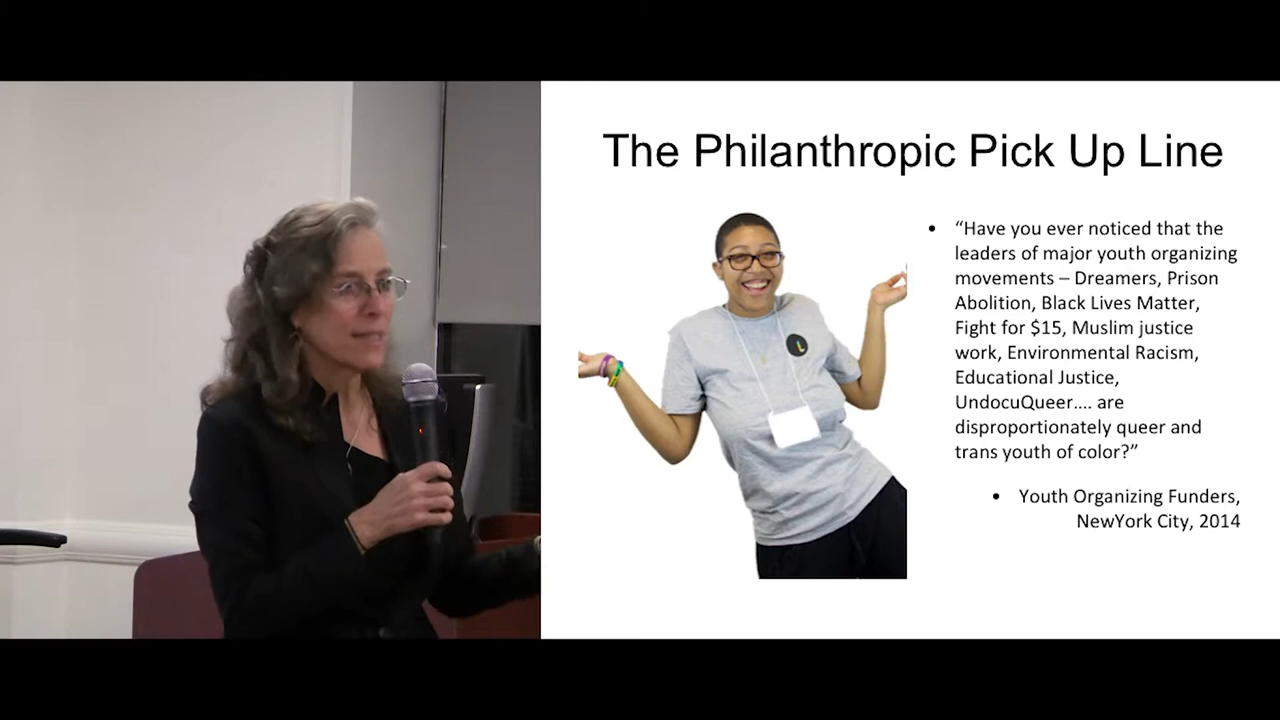 The Philanthropic Pick Up Line
• “Have you ever noticed that the
leaders of major youth organizing
movements – Dreamers, Prison
Abolition, Black Lives Matter,
Fight for $15, Muslim justice
work, Environmental Racism,
Educational Justice,
UndocuQueer.... are
disproportionately queer and
trans youth of color?”
• Youth Organizing Funders,
NewYork City, 2014
L